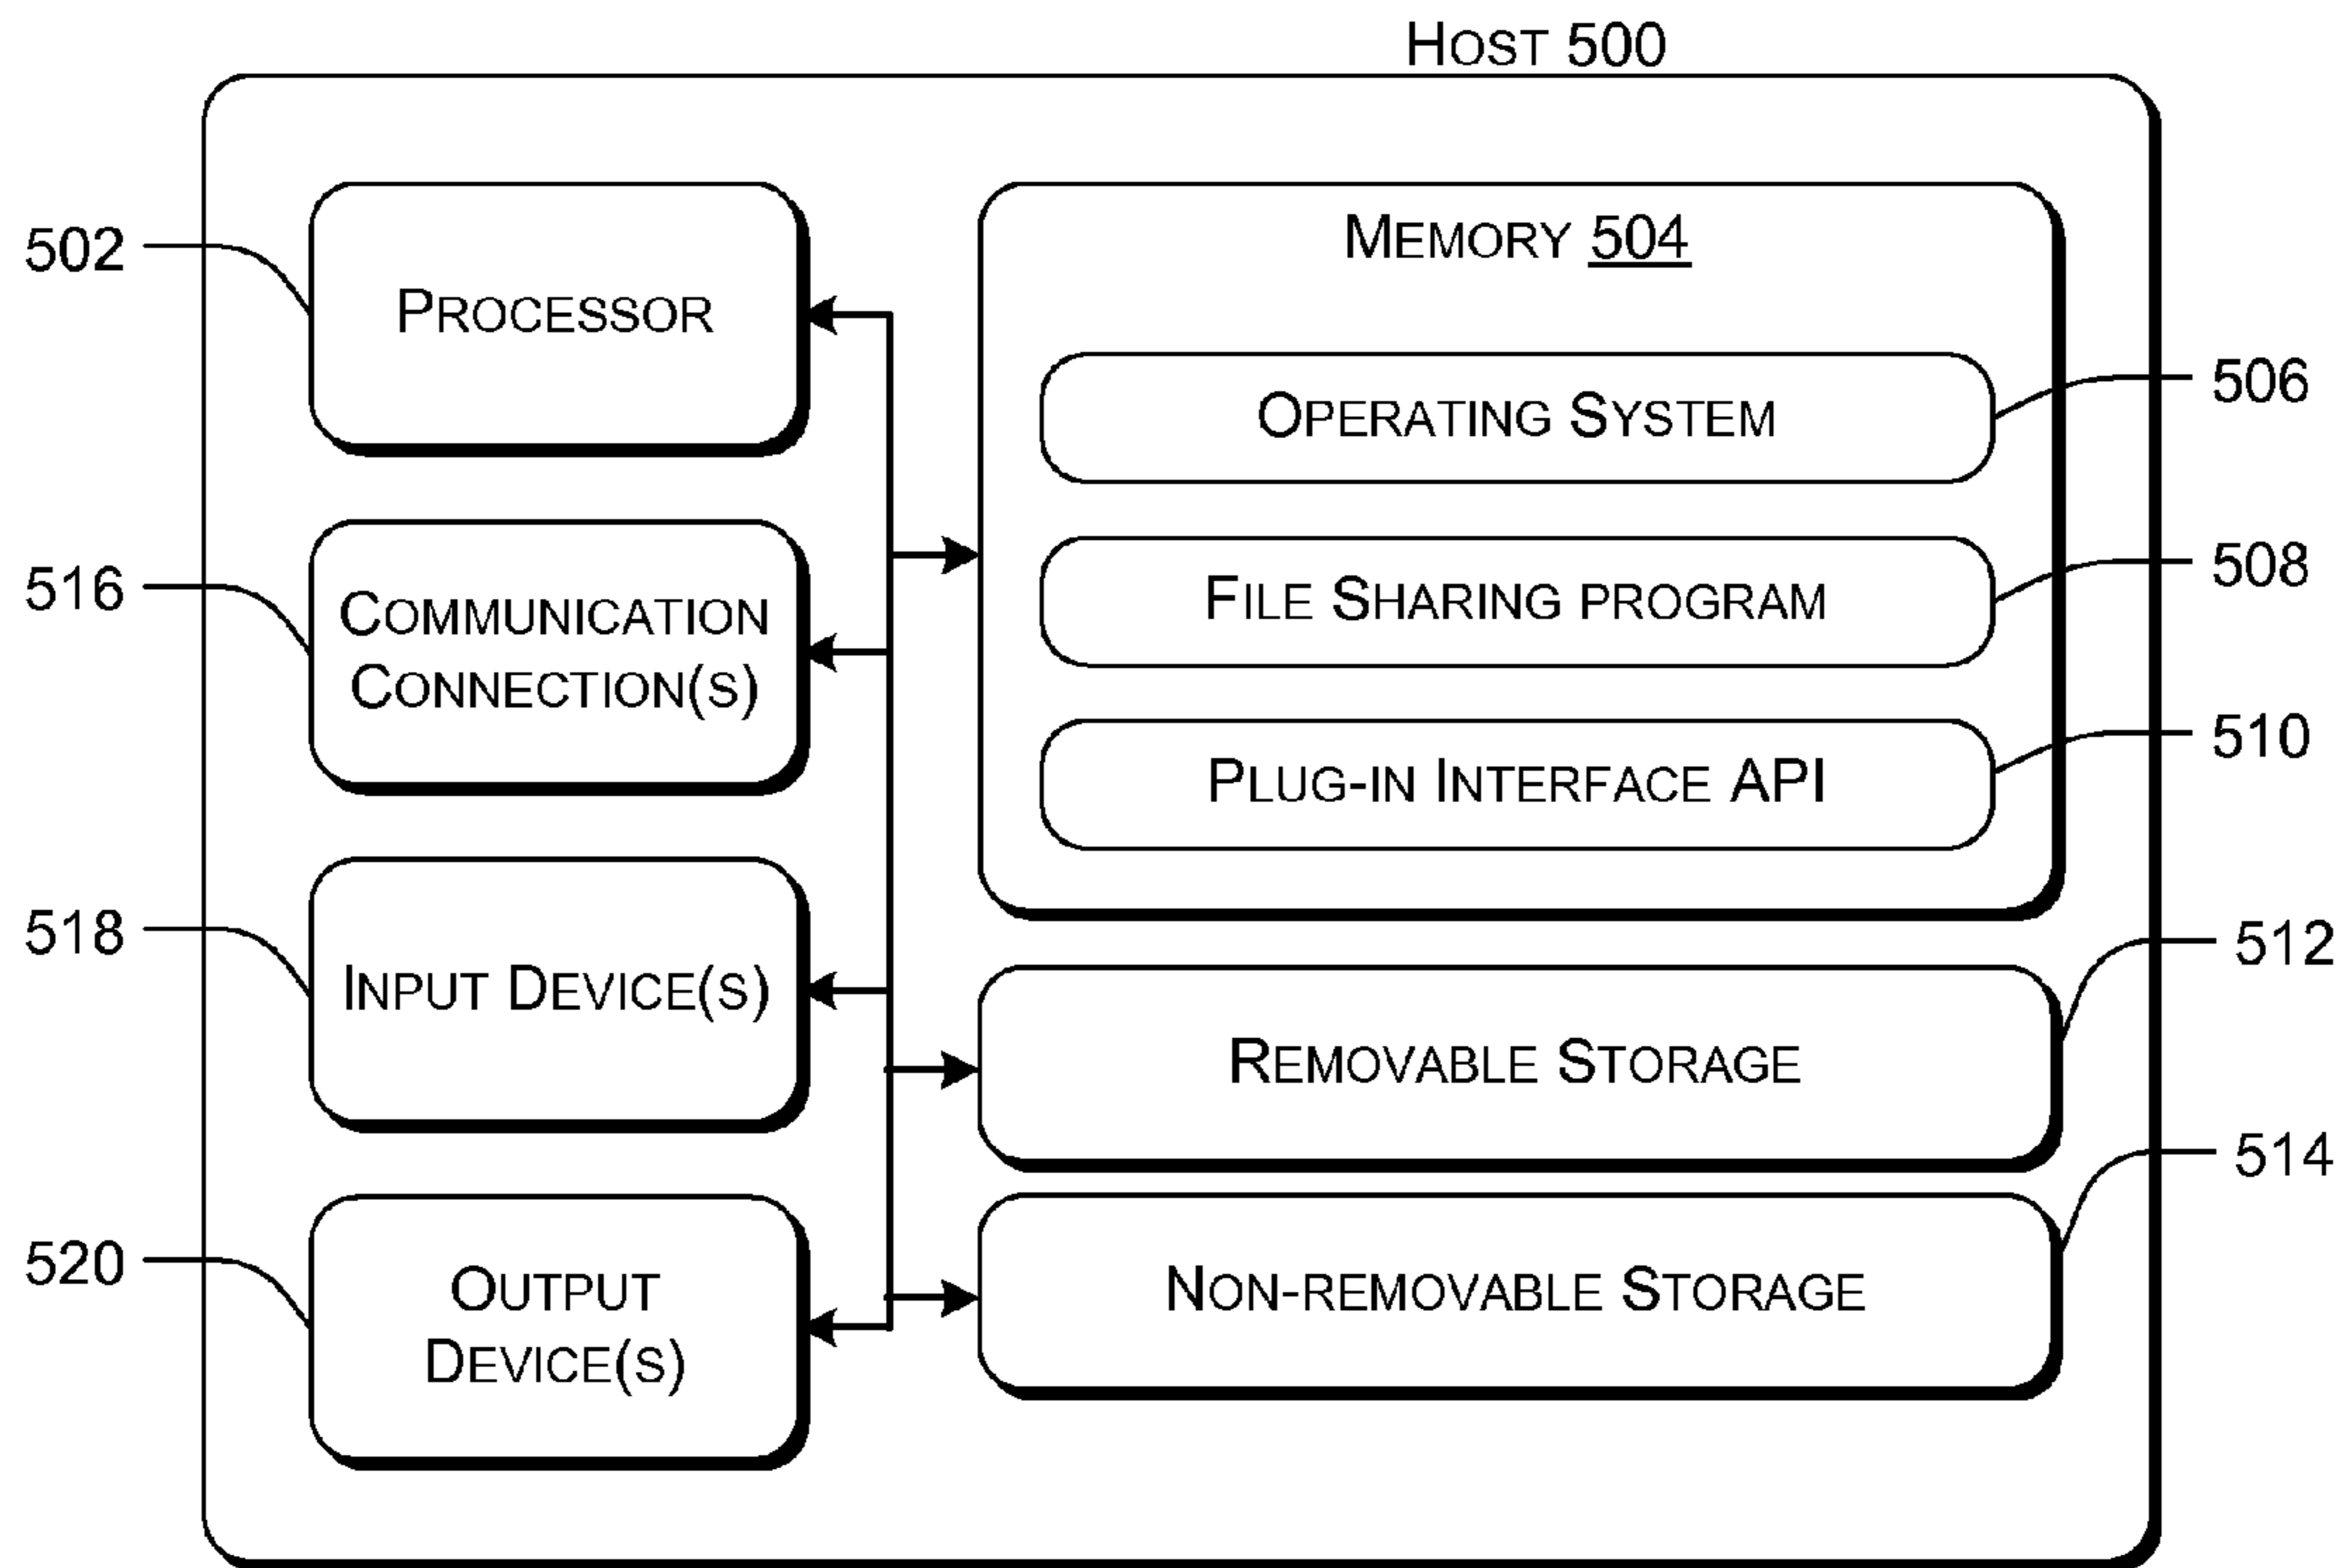 HOST 500
502
PROCESSOR
MEMORY 504
OPERATING SYSTEM
506
516
COMMUNICATION
CONNECTION(S)
FILE SHARING PROGRAM
508
PLUG-IN INTERFACE API
510
518
INPUT DEVICE(S)
REMOVABLE STORAGE
512
520
OUTPUT
DEVICE(S)
NON-REMOVABLE STORAGE
514